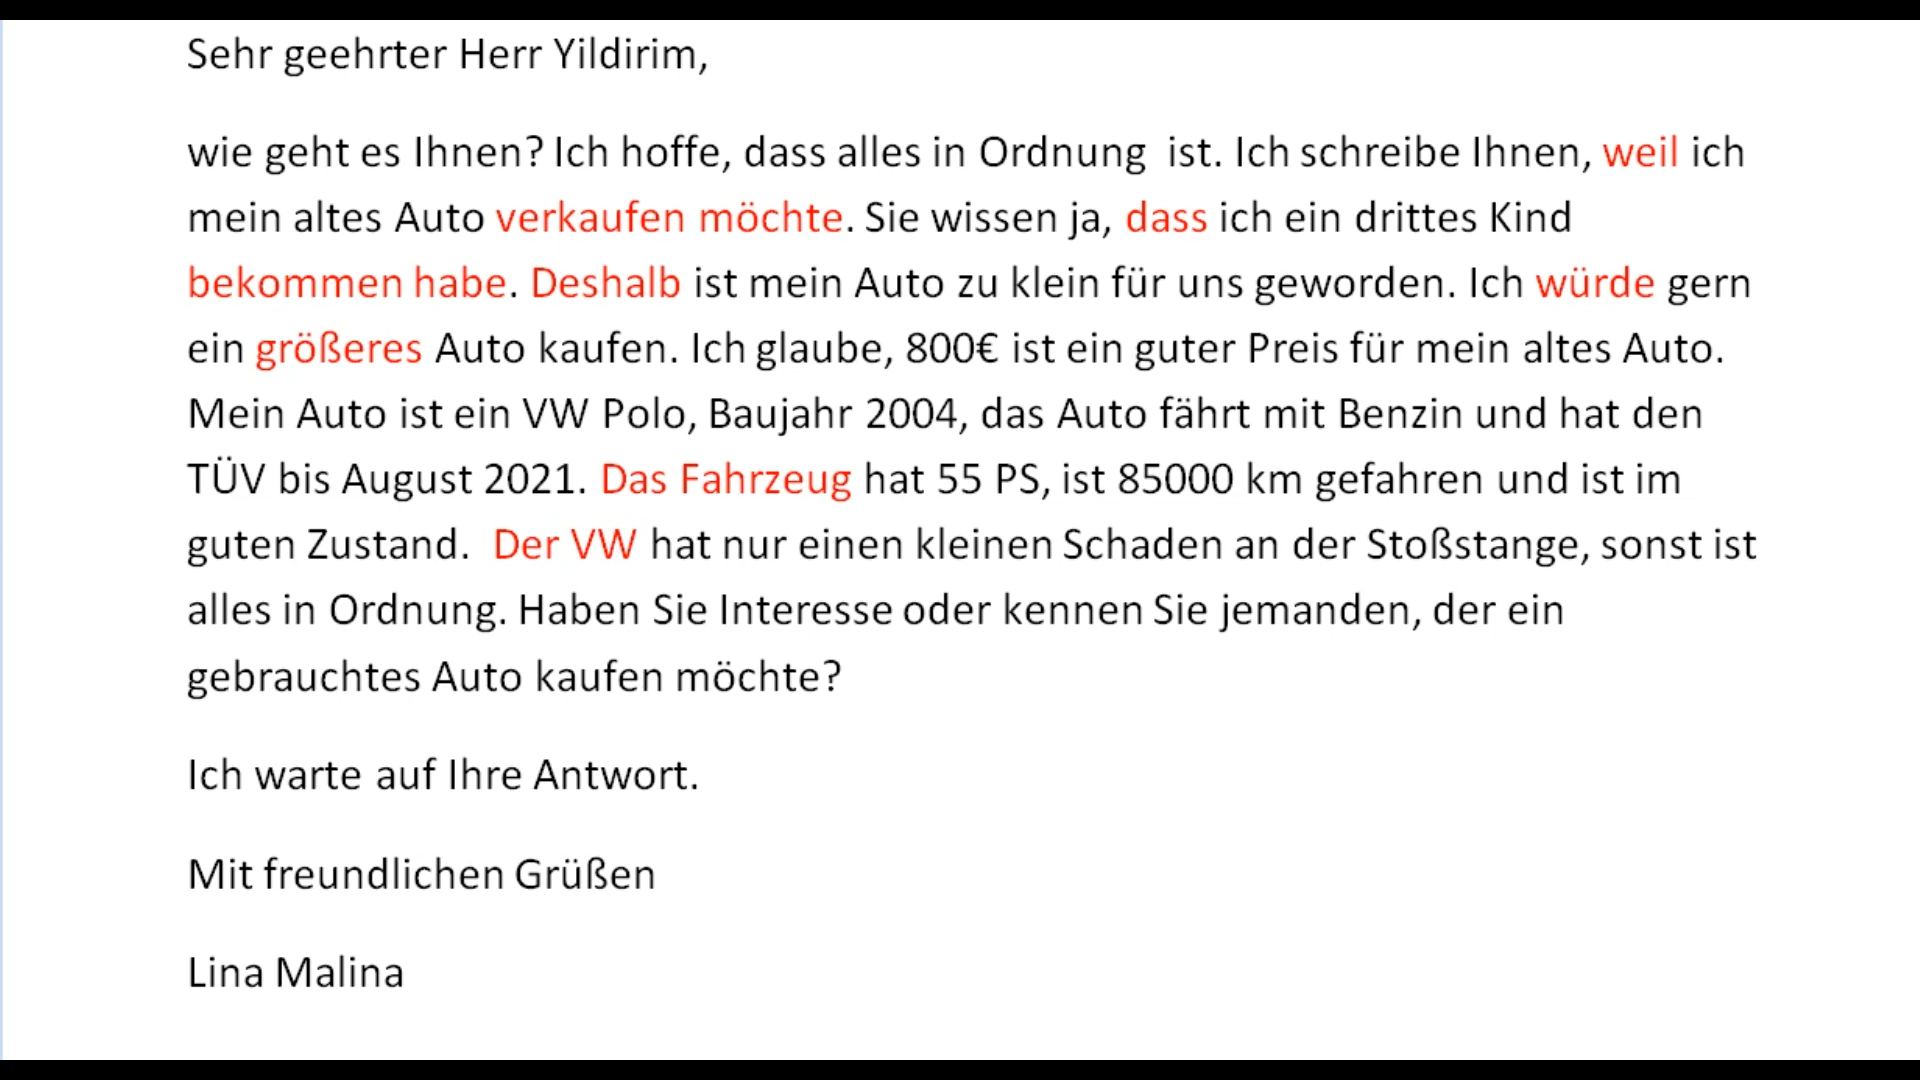 Sehr geehrter Herr Yildirim,
wie geht es Ihnen? Ich hoffe, dass alles in Ordnung  ist. Ich schreibe Ihnen, weil ich
mein altes Auto verkaufen möchte. Sie wissen ja, dass ich ein drittes Kind
bekommen habe. Deshalb ist mein Auto zu klein für uns geworden. Ich würde gern
ein größeres Auto kaufen. Ich glaube, 800€ ist ein guter Preis für mein altes Auto.
Mein Auto ist ein VW Polo, Baujahr 2004, das Auto fährt mit Benzin und hat den
TÜV bis August 2021. Das Fahrzeug hat 55 PS, ist 85000 km gefahren und ist im
guten Zustand.  Der VW hat nur einen kleinen Schaden an der Stoßstange, sonst ist
alles in Ordnung. Haben Sie Interesse oder kennen Sie jemanden, der ein
gebrauchtes Auto kaufen möchte?
Ich warte auf Ihre Antwort.
Mit freundlichen Grüßen
Lina Malina